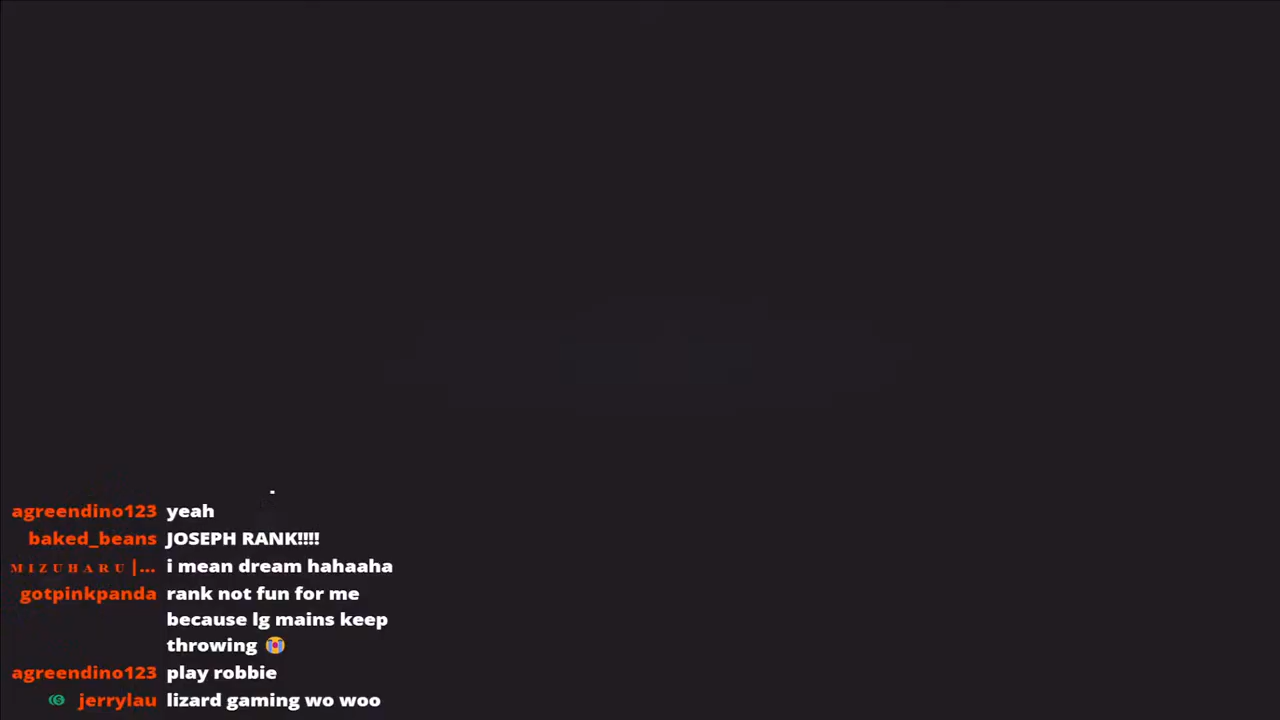 agreendino123 yeah
baked_beans JOSEPH RANK!!!!
M I Z U H A R U |... i mean dream hahaaha
gotpinkpanda rank not fun for me
because lg mains keep
throwing 😭
agreendino123 play robbie
jerrylau lizard gaming wo woo